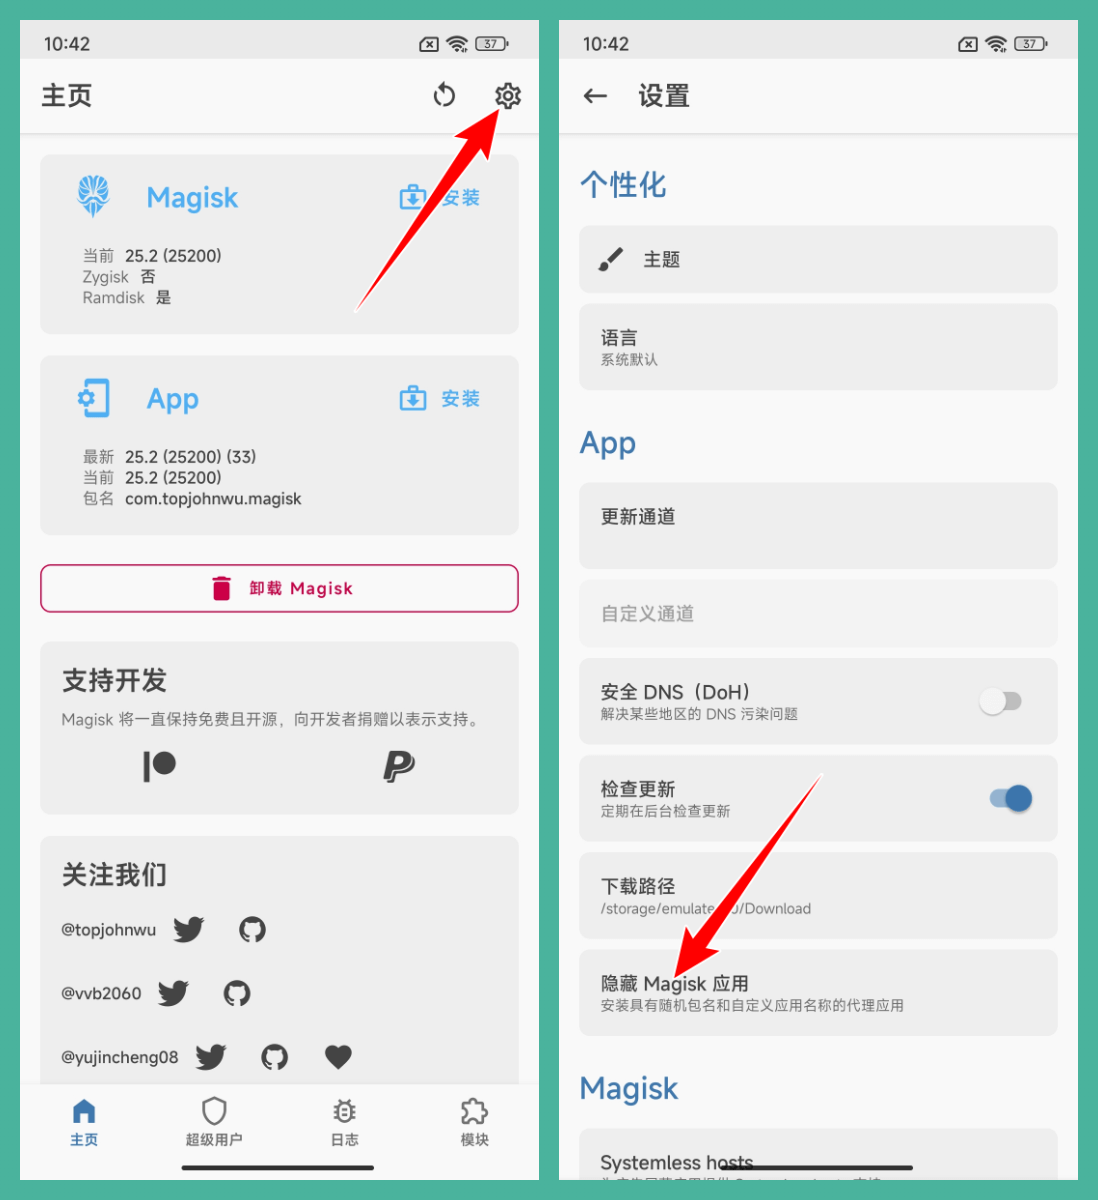 10:42
37
主页
Magisk
安装
当前 25.2 (25200)
Zygisk 否
Ramdisk 是
App
安装
最新 25.2 (25200) (33)
当前 25.2 (25200)
包名 com.topjohnwu.magisk
卸载 Magisk
支持开发
Magisk 将一直保持免费且开源，向开发者捐赠以表示支持。
关注我们
@topjohnwu
@vvb2060
@yujincheng08
主页
超级用户
日志
模块
10:42
37
设置
个性化
主题
语言
系统默认
App
更新通道
自定义通道
安全 DNS（DoH）
解决某些地区的 DNS 污染问题
检查更新
定期在后台检查更新
下载路径
/storage/emulate 0/Download
隐藏 Magisk 应用
安装具有随机包名和自定义应用名称的代理应用
Magisk
Systemless hosts